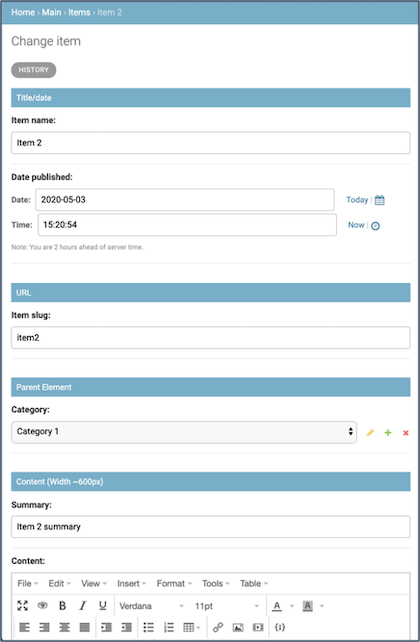 Home › Main › Items › Item 2
Change item
HISTORY
Title/date
Item name:
Item 2
Date published:
Date: 2020-05-03 Today
Time: 15:20:54 Now
Note: You are 2 hours ahead of server time.
URL
Item slug:
item2
Parent Element
Category:
Category 1
Content (Width ~600px)
Summary:
Item 2 summary
Content:
File Edit View Insert Format Tools Table
B I U Verdana 11pt A A